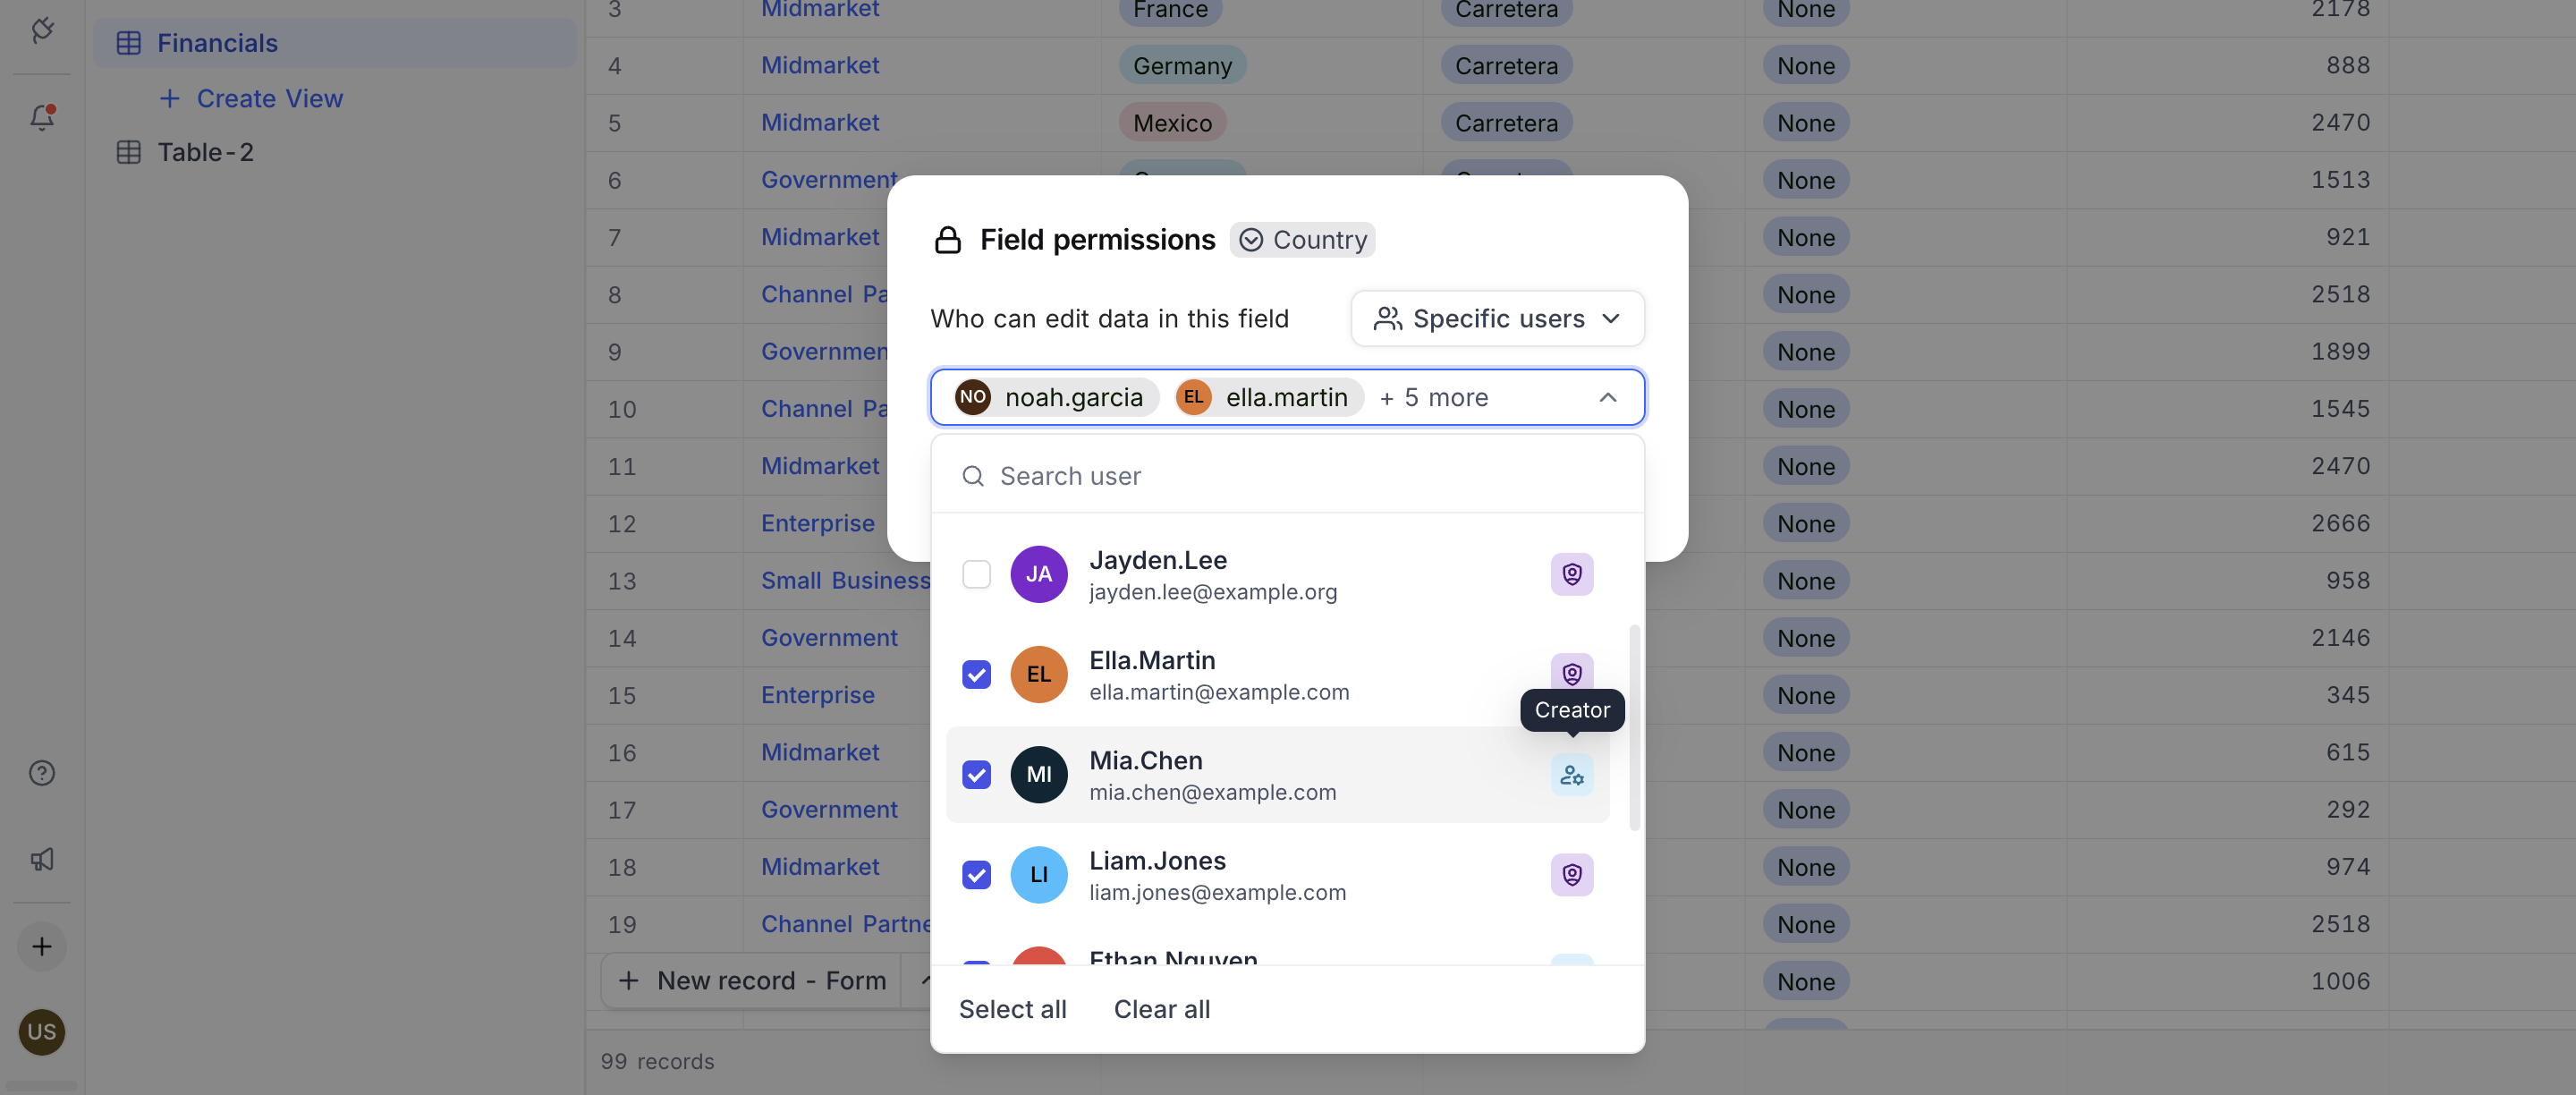 Financials
Create View
Table-2
3 Midmarket France Carretera None 2178
4 Midmarket Germany Carretera None 888
5 Midmarket Mexico Carretera None 2470
6 Government None 1513
7 Midmarket None 921
8 Channel Pa None 2518
9 Governmen None 1899
10 Channel Pa None 1545
11 Midmarket None 2470
12 Enterprise None 2666
13 Small Business None 958
14 Government None 2146
15 Enterprise None 345
16 Midmarket None 615
17 Government None 292
18 Midmarket None 974
19 Channel Partne None 2518
None 1006
New record - Form
99 records
US
Field permissions Country
Who can edit data in this field Specific users
NO noah.garcia EL ella.martin + 5 more
Search user
JA Jayden.Lee
jayden.lee@example.org
EL Ella.Martin
ella.martin@example.com
Creator
MI Mia.Chen
mia.chen@example.com
LI Liam.Jones
liam.jones@example.com
Ethan.Nguyen
Select all Clear all